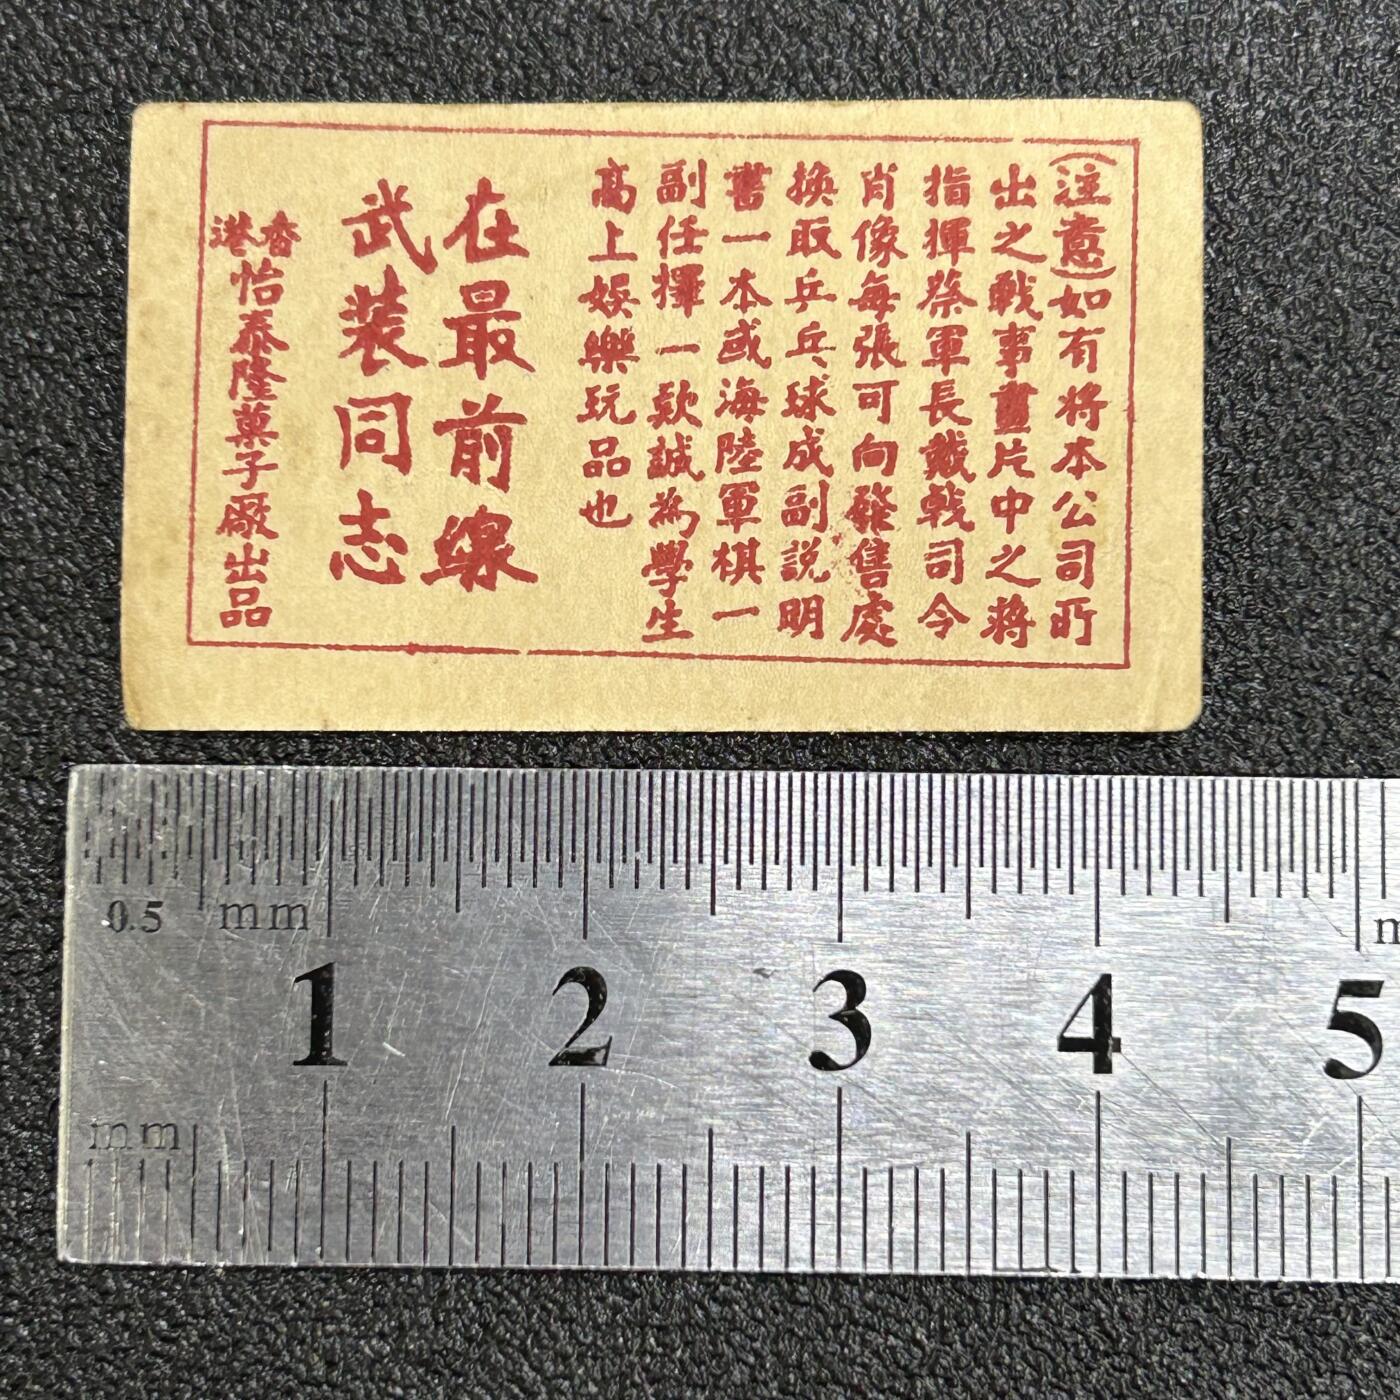 (注意)如有将本公司所
出之戰事畫片中之蔣
指揮蔡軍長戴戟司令
肖像每張可向發售處
換取乒乓球成副説明
書一本或海陸軍棋一
副任擇一款誠為學生
高上娛樂玩品也
在最前線
武裝同志
香港怡泰隆菓子廠出品
0.5 mm
1 2 3 4 5
mm